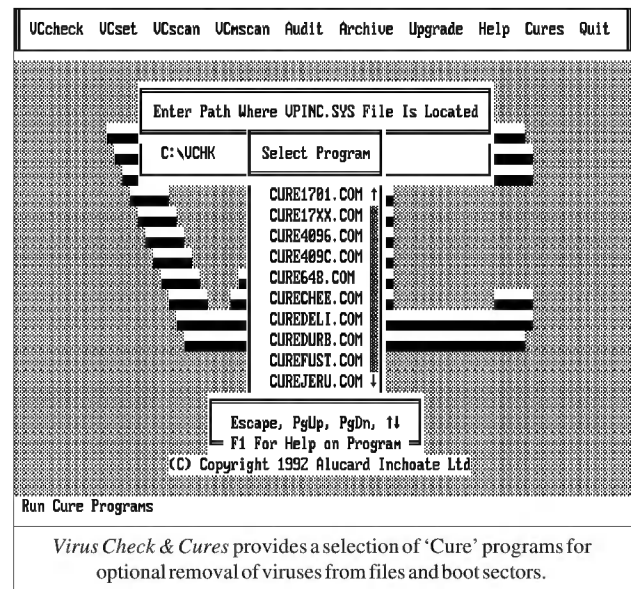 VCcheck VCset VCscan VCmscan Audit Archive Upgrade Help Cures Quit
Enter Path Where VPINC.SYS File Is Located
C:\VCHK
Select Program
CURE1701.COM ↑
CURE17XX.COM
CURE4096.COM
CURE409C.COM
CURE648.COM
CURECHEE.COM
CUREDELI.COM
CUREDURB.COM
CUREFUST.COM
CUREJERU.COM ↓
Escape, PgUp, PgDn, ↑↓
F1 For Help on Program
(C) Copyright 1992 Alucard Inchoate Ltd
Run Cure Programs
Virus Check & Cures provides a selection of ‘Cure’ programs for
optional removal of viruses from files and boot sectors.